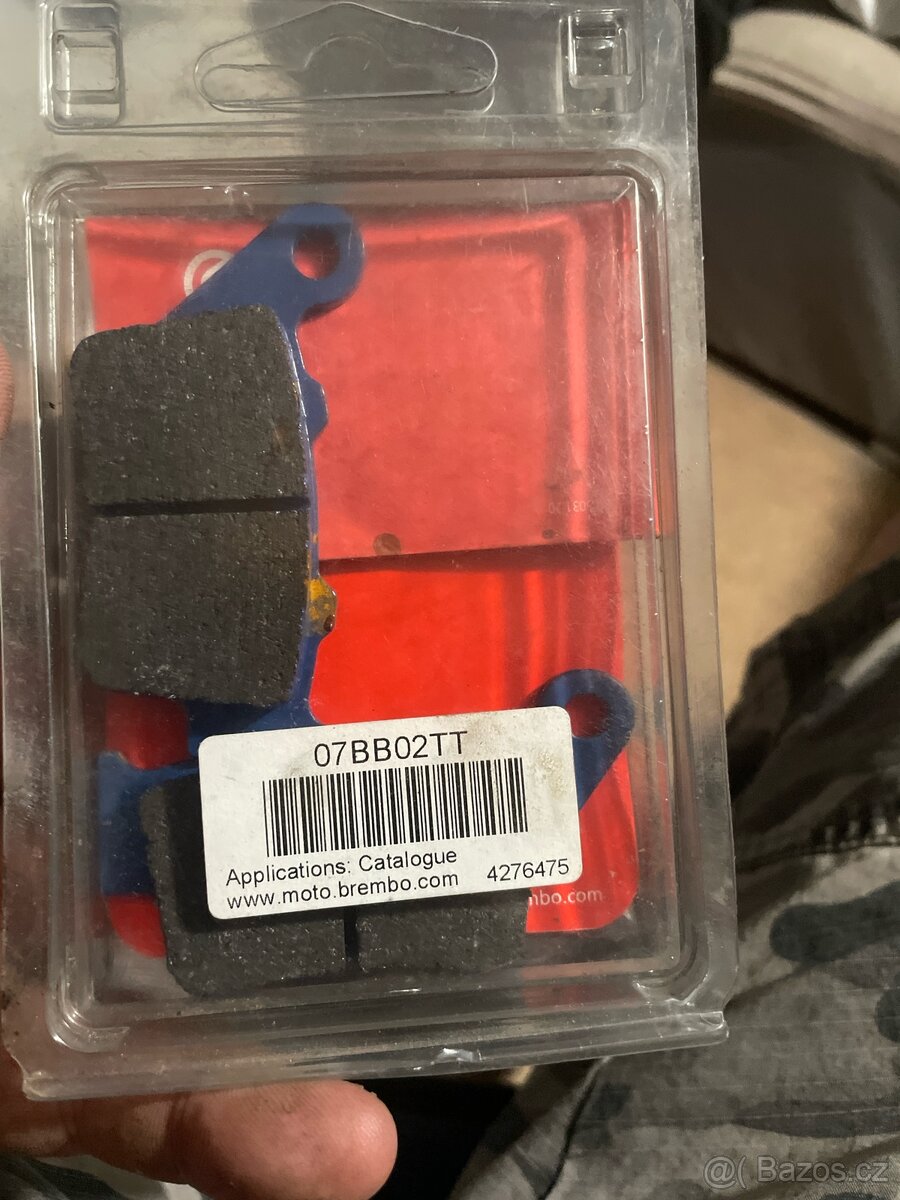 07BB02TT
Applications: Catalogue
www.moto.brembo.com 4276475
mbo.com
@( Bazos.cz